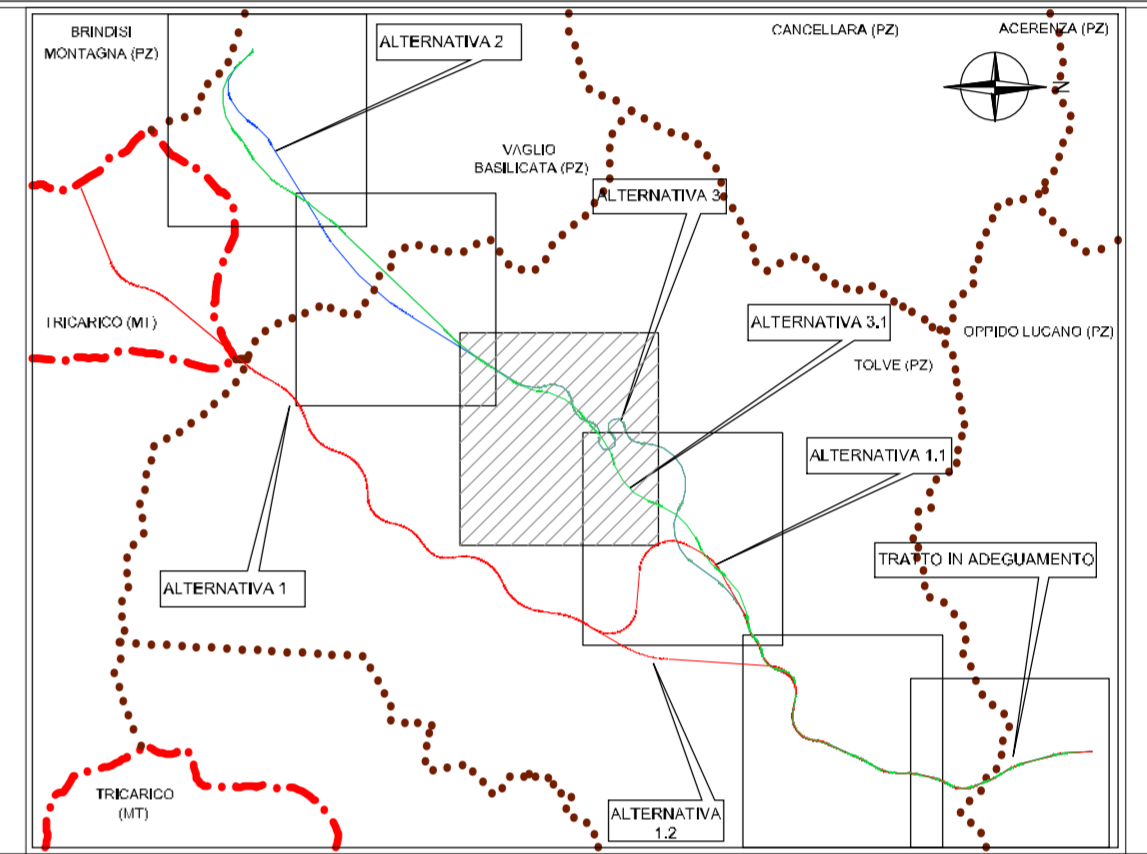 BRINDISI
MONTAGNA (PZ)
ALTERNATIVA 2
CANCELLARA (PZ)
ACERENZA (PZ)
N
VAGLIO
BASILICATA (PZ)
ALTERNATIVA 3
TRICARICO (MT)
ALTERNATIVA 3.1
OPPIDO LUCANO (PZ)
TOLVE (PZ)
ALTERNATIVA 1.1
TRATTO IN ADEGUAMENTO
ALTERNATIVA 1
TRICARICO
(MT)
ALTERNATIVA
1.2